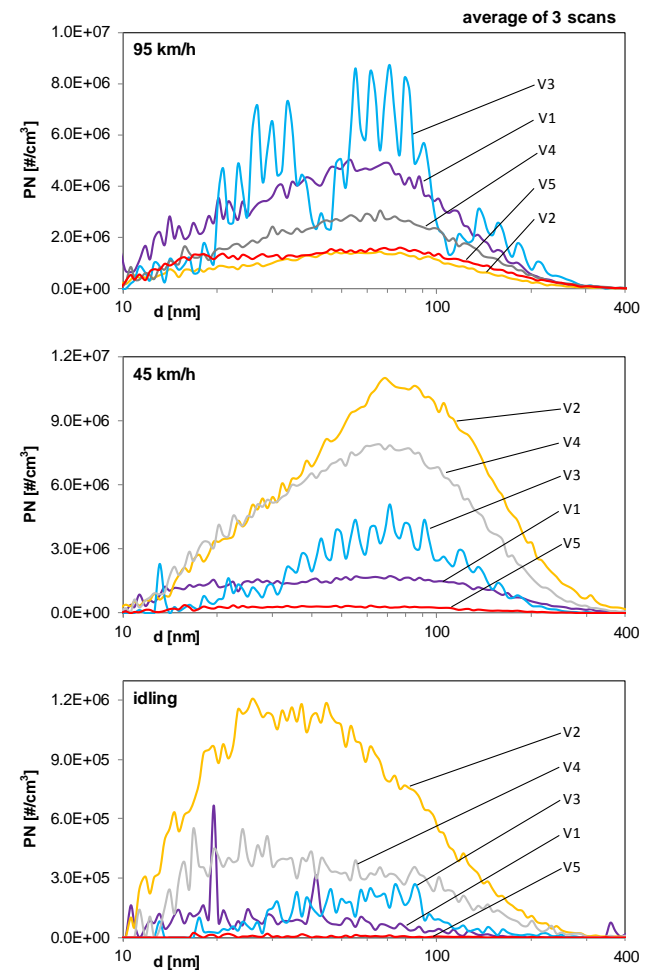 average of 3 scans
95 km/h
PN [#/cm³]
1.0E+07
8.0E+06
6.0E+06
4.0E+06
2.0E+06
0.0E+00
V3
V1
V4
V5
V2
10 100 400
d [nm]
45 km/h
PN [#/cm³]
1.2E+07
9.0E+06
6.0E+06
3.0E+06
0.0E+00
V2
V4
V3
V1
V5
10 100 400
d [nm]
idling
PN [#/cm³]
1.2E+06
9.0E+05
6.0E+05
3.0E+05
0.0E+00
V2
V4
V3
V1
V5
10 100 400
d [nm]